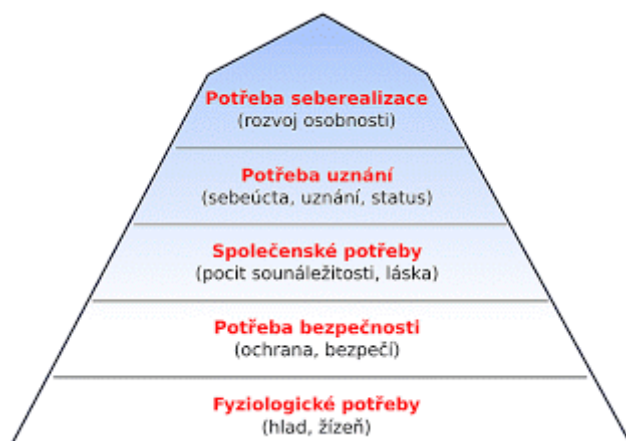 Potřeba seberealizace
(rozvoj osobnosti)
Potřeba uznání
(sebeúcta, uznání, status)
Společenské potřeby
(pocit sounáležitosti, láska)
Potřeba bezpečnosti
(ochrana, bezpečí)
Fyziologické potřeby
(hlad, žízeň)